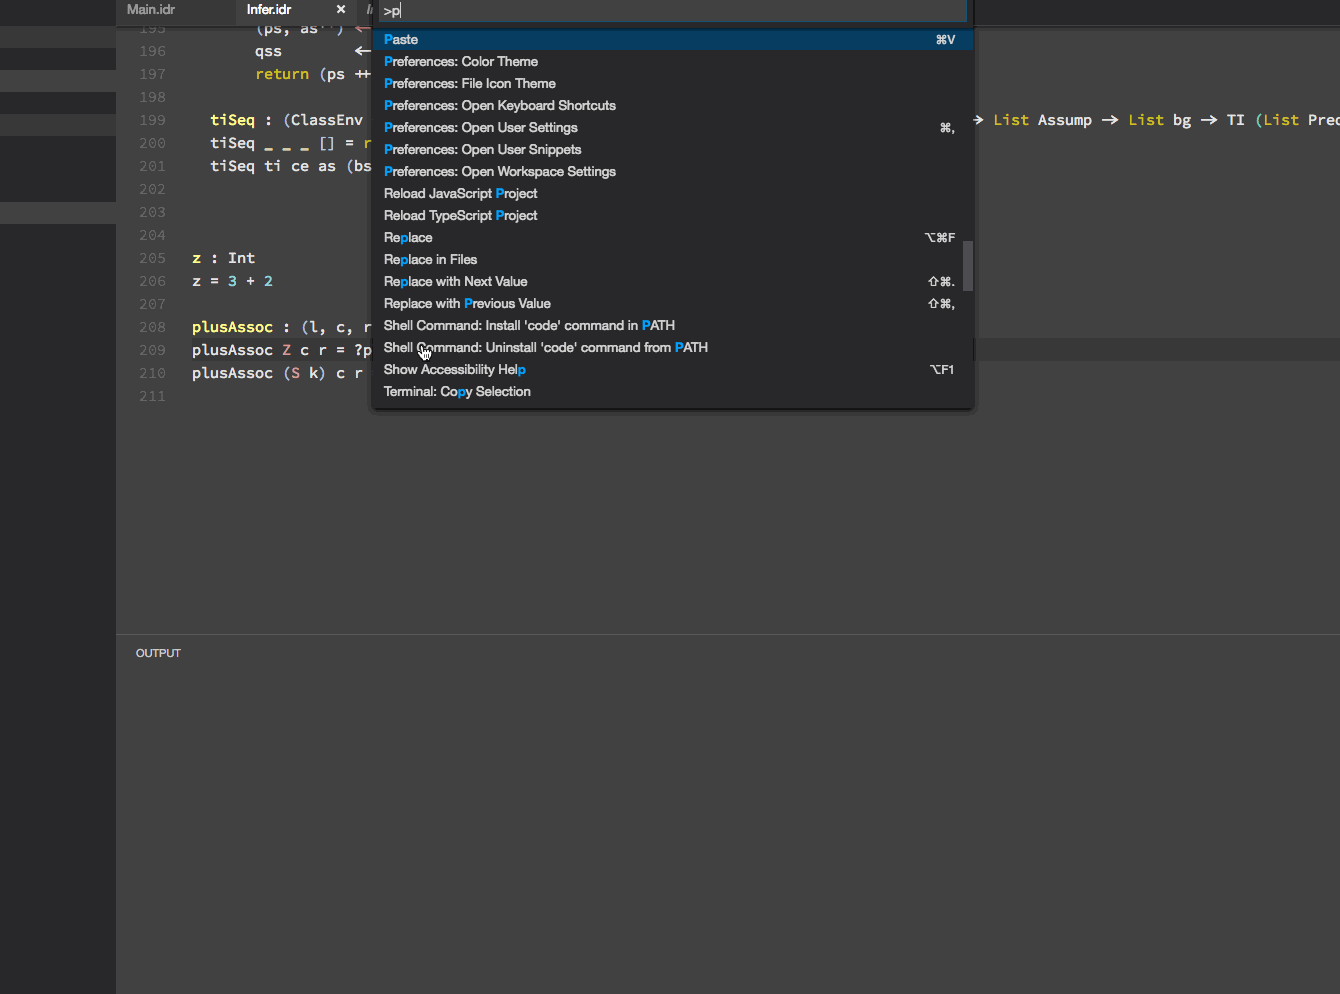 Main.idr Infer.idr ×
>p
195 (ps, as'') ←
196 qss ←
197 return (ps ++
198
199 tiSeq : (ClassEnv → List Assump → List bg → TI (List Pred
200 tiSeq _ _ _ [] = r
201 tiSeq ti ce as (bs
202
203
204
205 z : Int
206 z = 3 + 2
207
208 plusAssoc : (l, c, r
209 plusAssoc Z c r = ?p
210 plusAssoc (S k) c r
211
Paste ⌘V
Preferences: Color Theme
Preferences: File Icon Theme
Preferences: Open Keyboard Shortcuts
Preferences: Open User Settings ⌘,
Preferences: Open User Snippets
Preferences: Open Workspace Settings
Reload JavaScript Project
Reload TypeScript Project
Replace ⌥⌘F
Replace in Files
Replace with Next Value ⇧⌘.
Replace with Previous Value ⇧⌘,
Shell Command: Install 'code' command in PATH
Shell Command: Uninstall 'code' command from PATH
Show Accessibility Help ⌥F1
Terminal: Copy Selection
OUTPUT